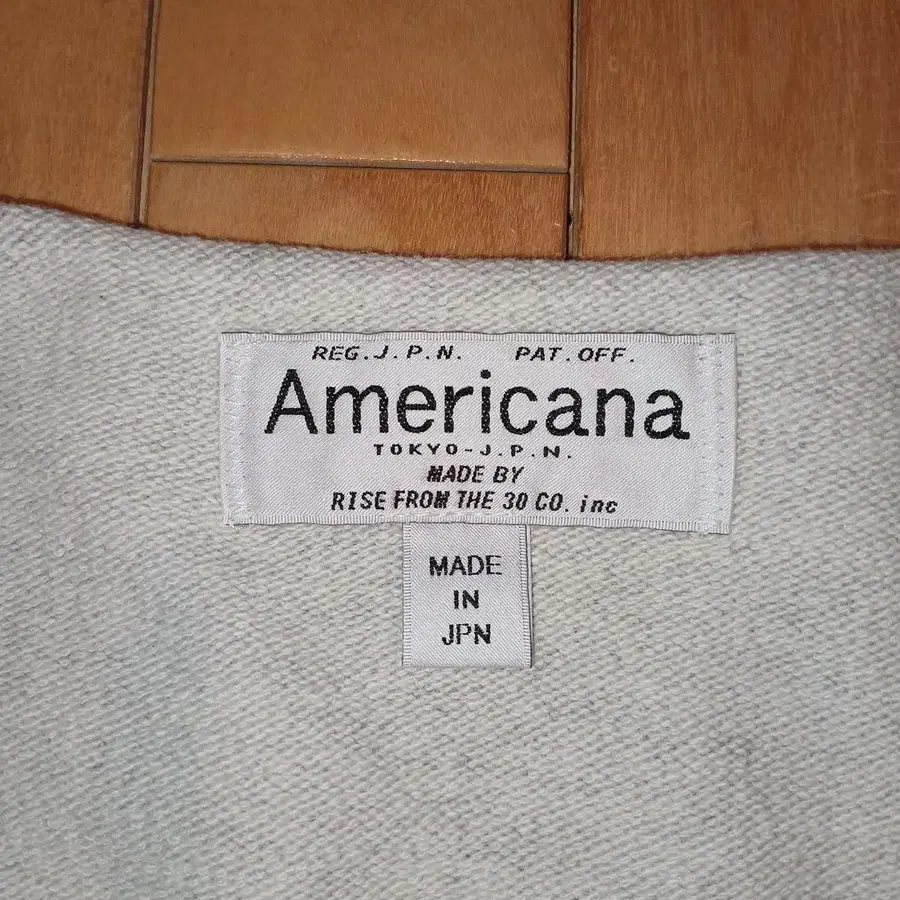 REG.J.P.N. PAT.OFF.
Americana
TOKYO-J.P.N.
MADE BY
RISE FROM THE 30 CO. inc
MADE
IN
JPN